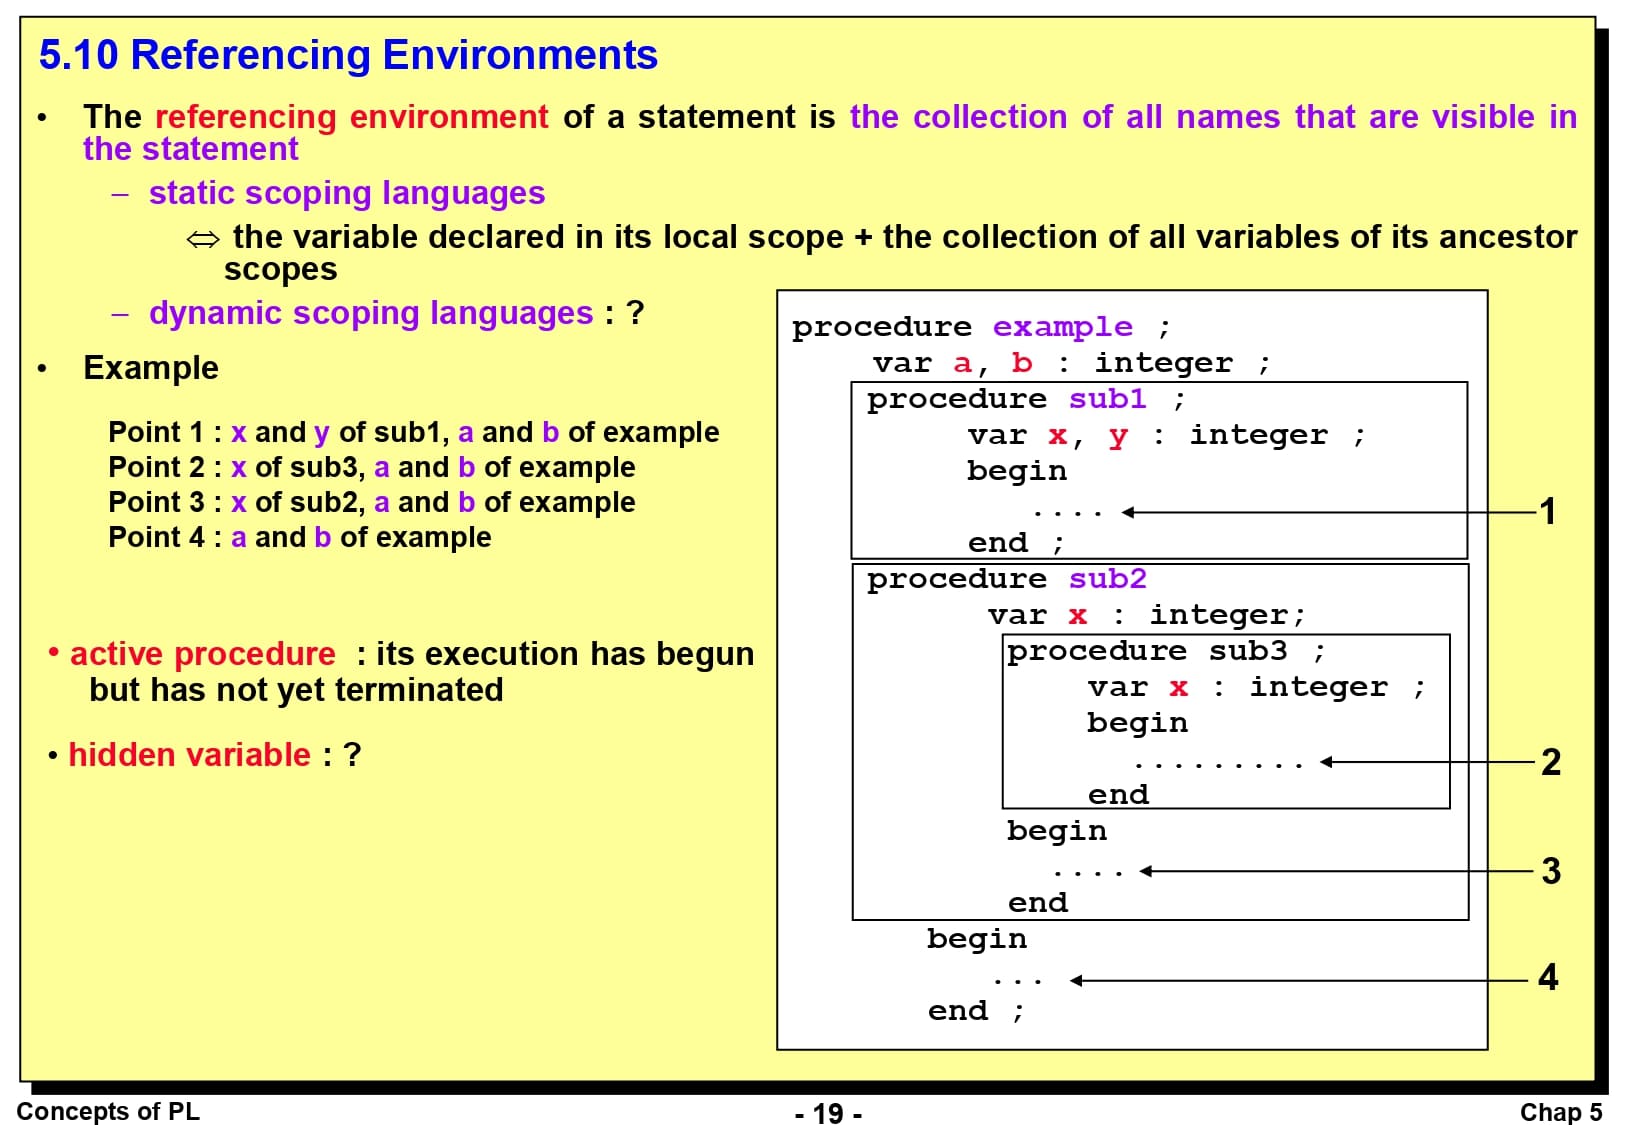 5.10 Referencing Environments
• The referencing environment of a statement is the collection of all names that are visible in
the statement
– static scoping languages
⇔ the variable declared in its local scope + the collection of all variables of its ancestor
scopes
– dynamic scoping languages : ?
• Example
Point 1 : x and y of sub1, a and b of example
Point 2 : x of sub3, a and b of example
Point 3 : x of sub2, a and b of example
Point 4 : a and b of example
• active procedure : its execution has begun
but has not yet terminated
• hidden variable : ?
procedure example ;
var a, b : integer ;
procedure sub1 ;
var x, y : integer ;
begin
.... 1
end ;
procedure sub2
var x : integer;
procedure sub3 ;
var x : integer ;
begin
......... 2
end
begin
.... 3
end
begin
... 4
end ;
Concepts of PL
- 19 -
Chap 5